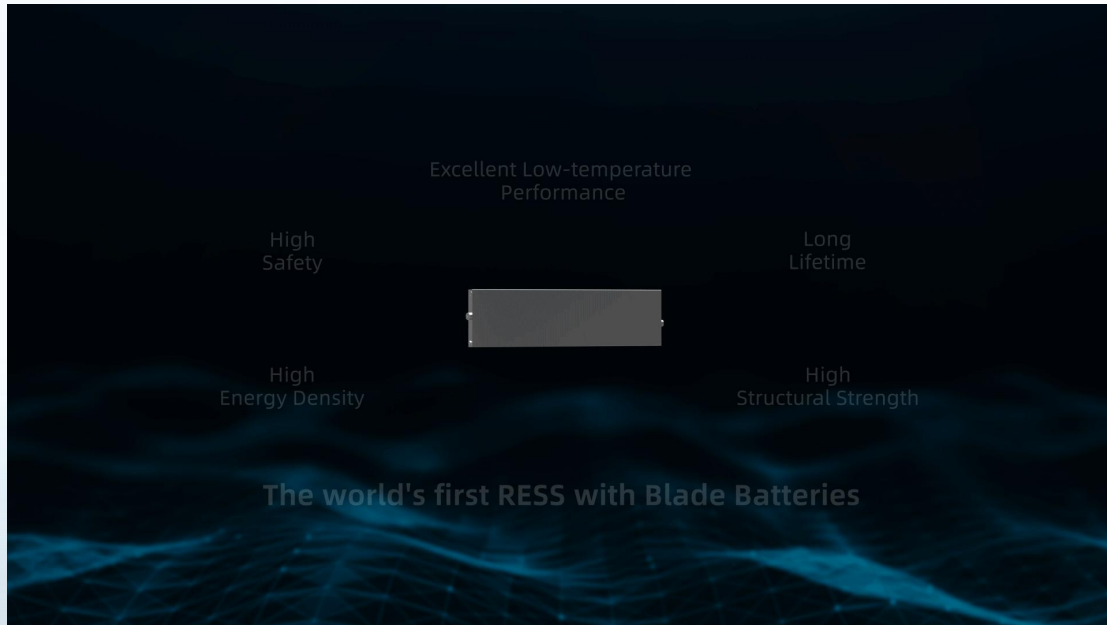 Excellent Low-temperature
Performance
High
Safety
Long
Lifetime
High
Energy Density
High
Structural Strength
The world's first RESS with Blade Batteries